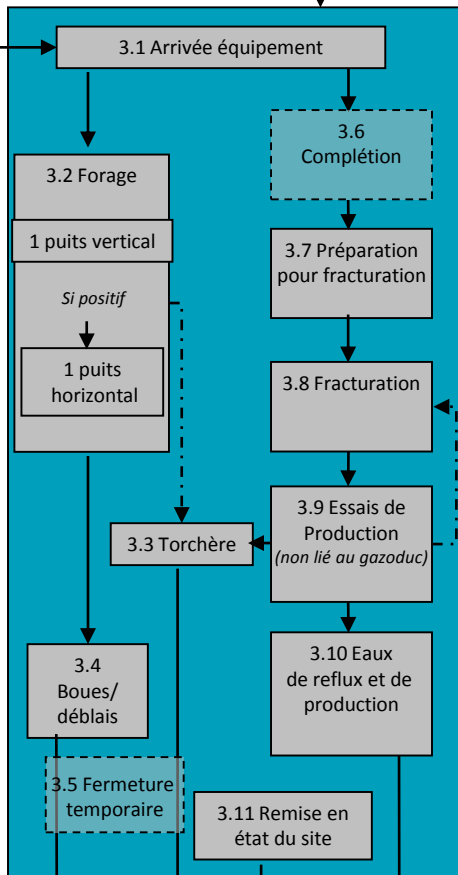 3.1 Arrivée équipement
3.2 Forage
1 puits vertical
Si positif
1 puits
horizontal
3.3 Torchère
3.4
Boues/
déblais
3.5 Fermeture
temporaire
3.6
Complétion
3.7 Préparation
pour fracturation
3.8 Fracturation
3.9 Essais de
Production
(non lié au gazoduc)
3.10 Eaux
de reflux et de
production
3.11 Remise en
état du site